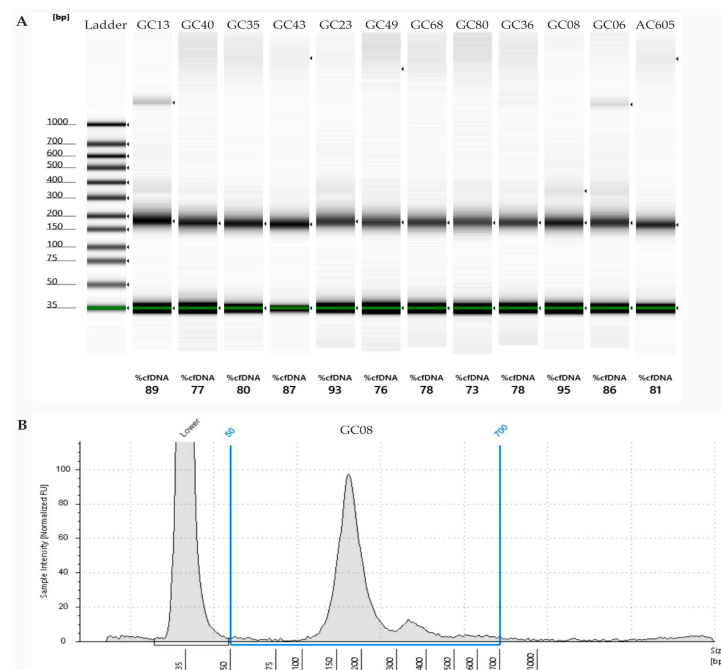 A
[bp] Ladder GC13 GC40 GC35 GC43 GC23 GC49 GC68 GC80 GC36 GC08 GC06 AC605
1000
700
600
500
400
300
200
150
100
75
50
35
%cfDNA %cfDNA %cfDNA %cfDNA %cfDNA %cfDNA %cfDNA %cfDNA %cfDNA %cfDNA %cfDNA %cfDNA
89 77 80 87 93 76 78 73 78 95 86 81
B
GC08
Lower 50 700
Sample Intensity [Normalized FU]
100
80
60
40
20
0
35 50 75 100 150 200 300 400 500 600 700 1000
Siz
[bp